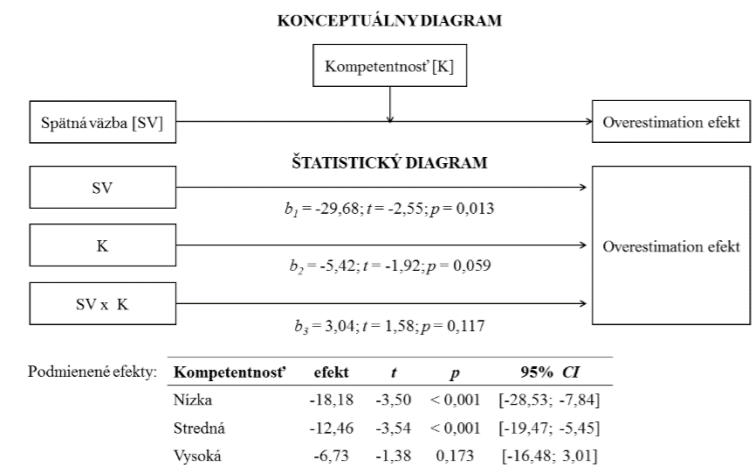 KONCEPTUÁLNY DIAGRAM
Kompetentnosť [K]
Spätná väzba [SV]
Overestimation efekt
ŠTATISTICKÝ DIAGRAM
SV
b1 = -29,68; t = -2,55; p = 0,013
K
Overestimation efekt
b2 = -5,42; t = -1,92; p = 0,059
SV x K
b3 = 3,04; t = 1,58; p = 0,117
Podmienené efekty: Kompetentnosť efekt t p 95% CI
Nízka -18,18 -3,50 < 0,001 [-28,53; -7,84]
Stredná -12,46 -3,54 < 0,001 [-19,47; -5,45]
Vysoká -6,73 -1,38 0,173 [-16,48; 3,01]